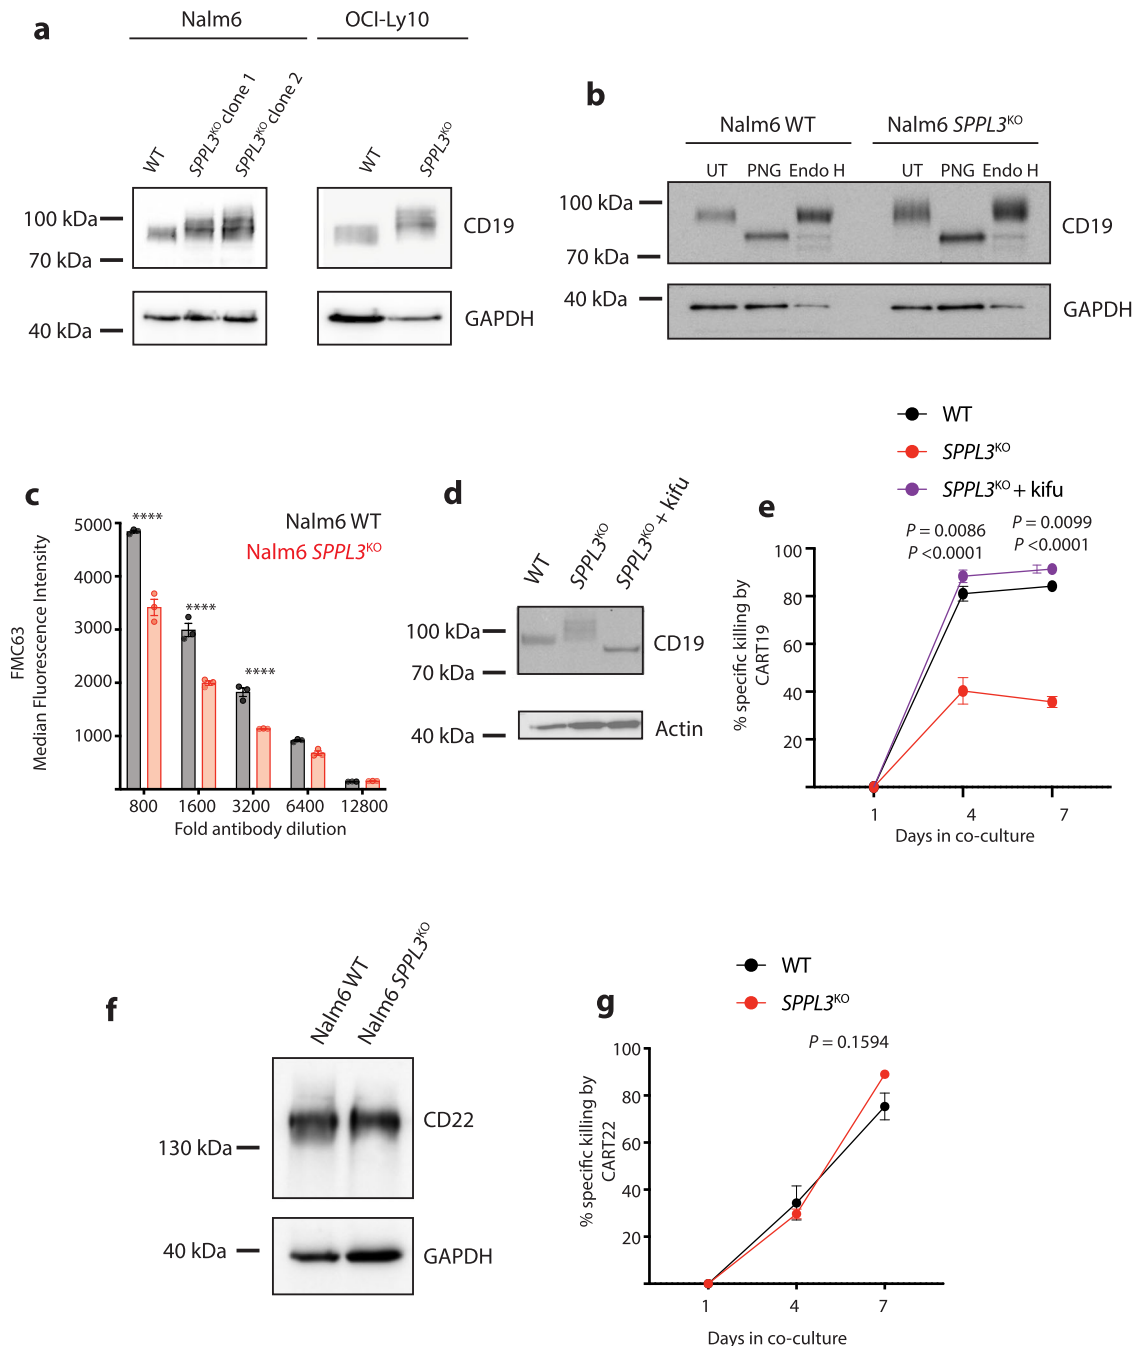 a
Nalm6
OCI-Ly10
WT
SPPL3KO clone 1
SPPL3KO clone 2
WT
SPPL3KO
100 kDa
70 kDa
CD19
40 kDa
GAPDH
b
Nalm6 WT
Nalm6 SPPL3KO
UT PNG Endo H
UT PNG Endo H
100 kDa
70 kDa
CD19
40 kDa
GAPDH
c
Nalm6 WT
Nalm6 SPPL3KO
FMC63
Median Fluorescence Intensity
5000
4000
3000
2000
1000
****
****
****
800 1600 3200 6400 12800
Fold antibody dilution
d
WT
SPPL3KO
SPPL3KO + kifu
100 kDa
70 kDa
CD19
40 kDa
Actin
WT
SPPL3KO
SPPL3KO + kifu
e
P = 0.0086
P <0.0001
P = 0.0099
P <0.0001
% specific killing by
CART19
100
80
60
40
20
1 4 7
Days in co-culture
f
Nalm6 WT
Nalm6 SPPL3KO
130 kDa
CD22
40 kDa
GAPDH
WT
SPPL3KO
g
P = 0.1594
% specific killing by
CART22
100
80
60
40
20
1 4 7
Days in co-culture